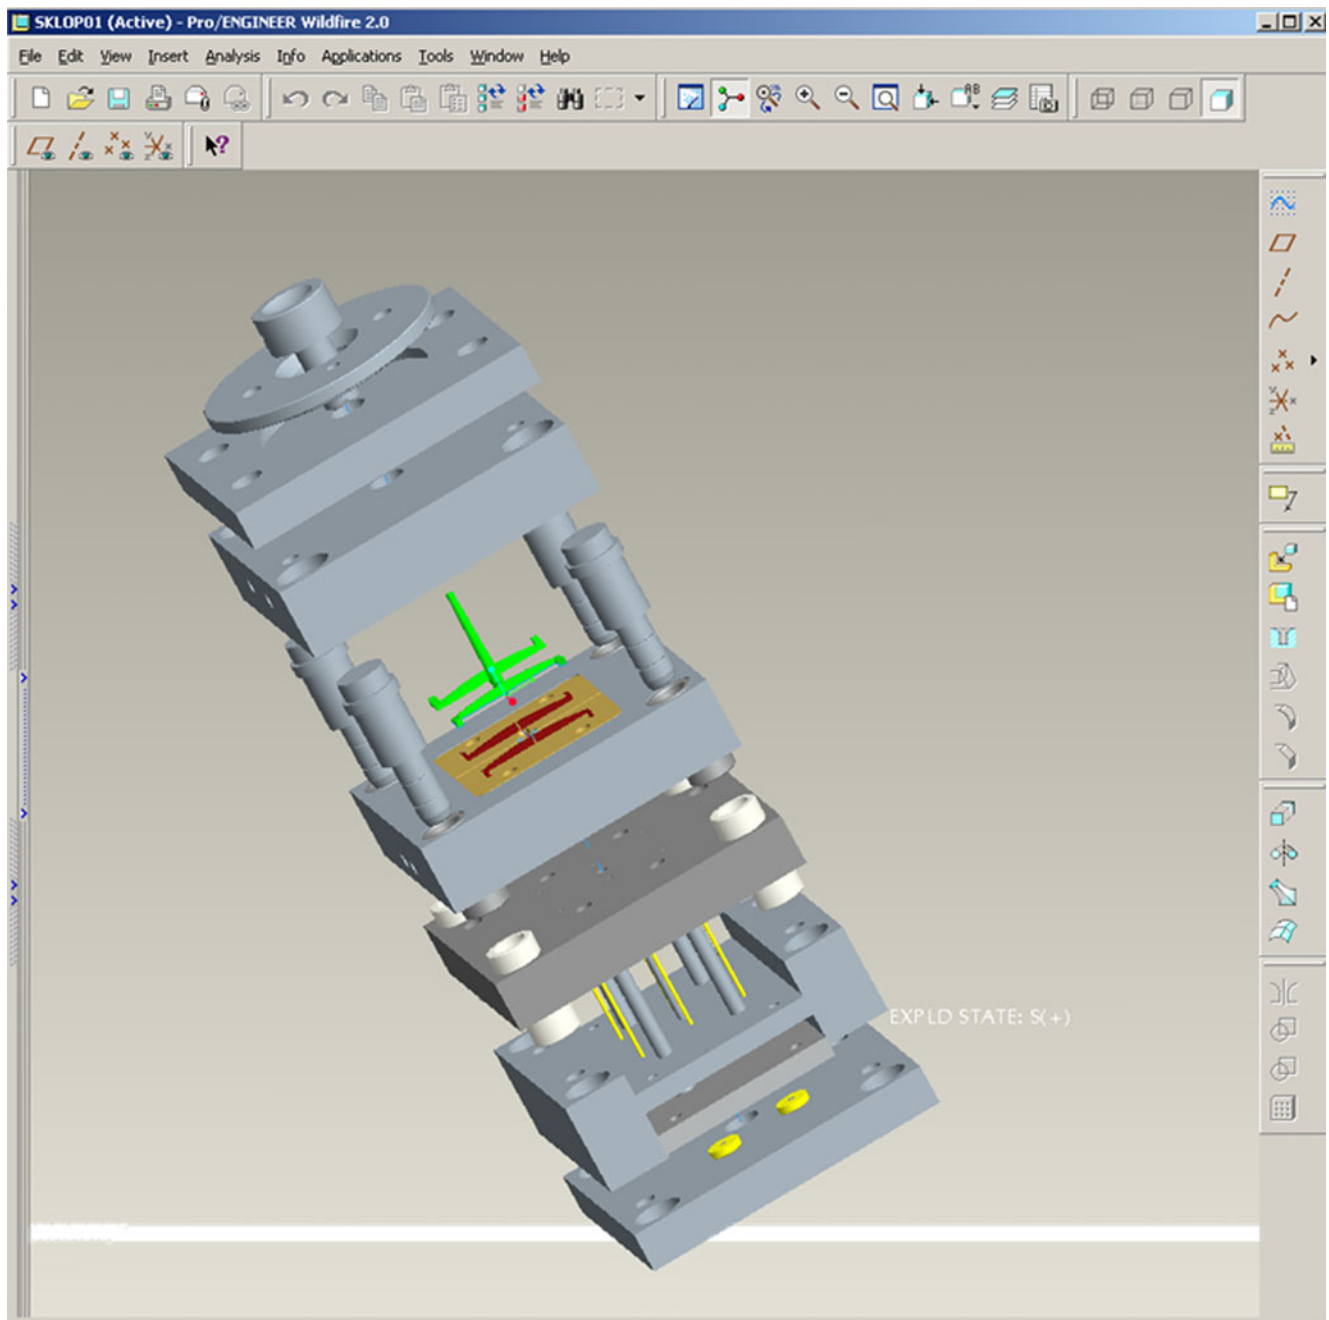 SKLOP01 (Active) - Pro/ENGINEER Wildfire 2.0
File Edit View Insert Analysis Info Applications Tools Window Help
EXPLD STATE: S(+)